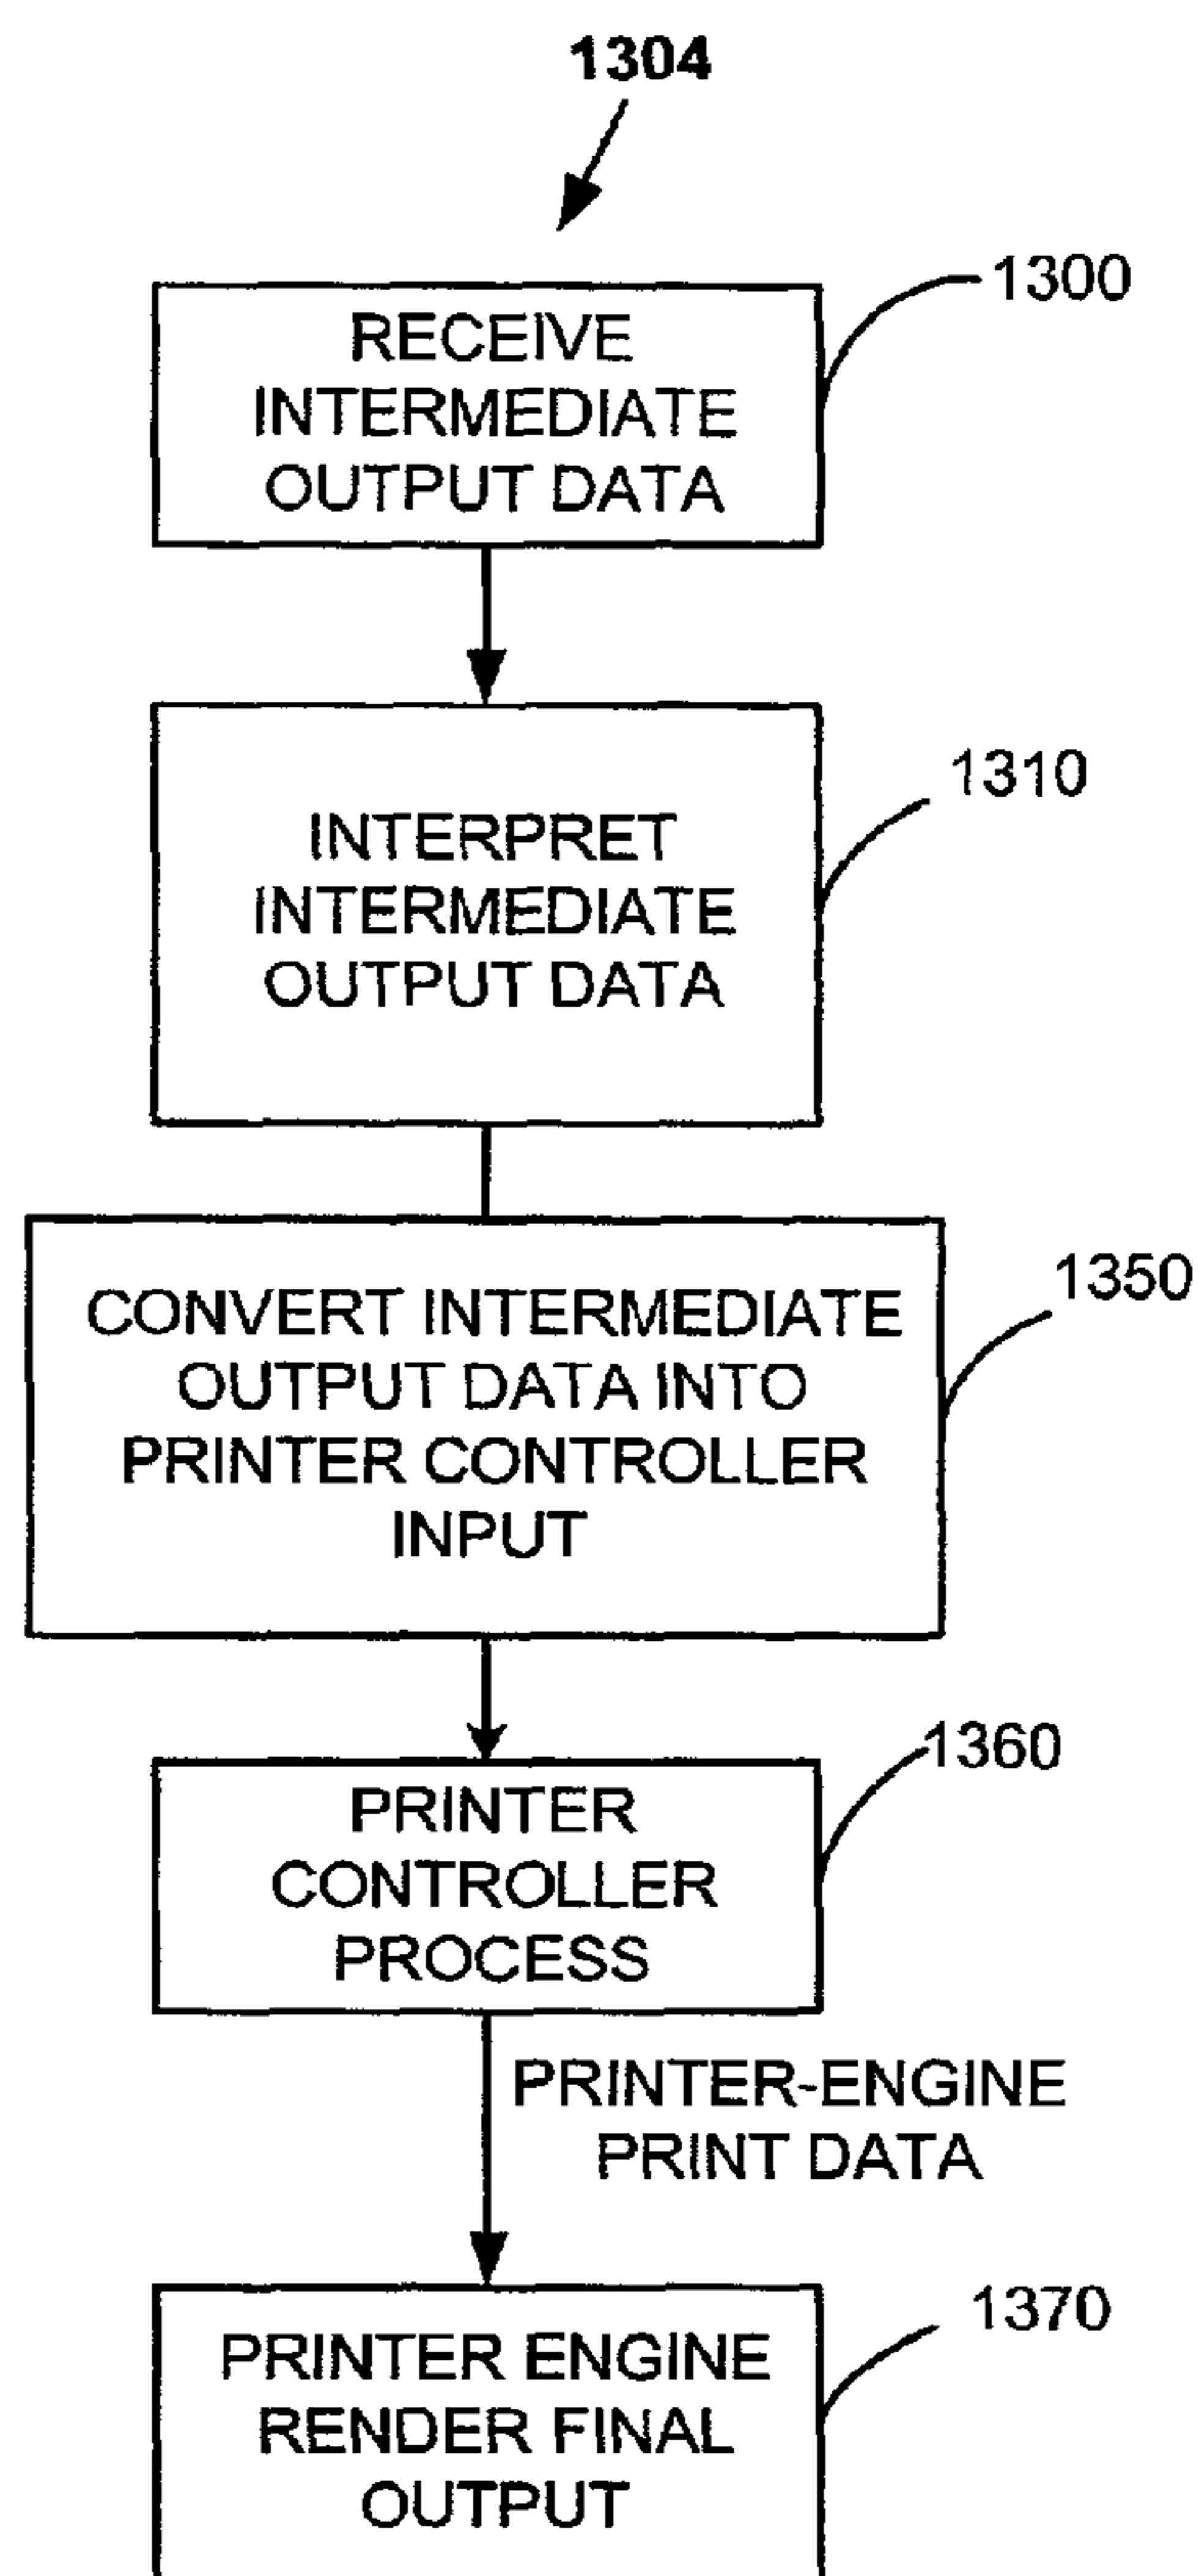 1304
1300
RECEIVE
INTERMEDIATE
OUTPUT DATA
1310
INTERPRET
INTERMEDIATE
OUTPUT DATA
1350
CONVERT INTERMEDIATE
OUTPUT DATA INTO
PRINTER CONTROLLER
INPUT
1360
PRINTER
CONTROLLER
PROCESS
PRINTER-ENGINE
PRINT DATA
1370
PRINTER ENGINE
RENDER FINAL
OUTPUT